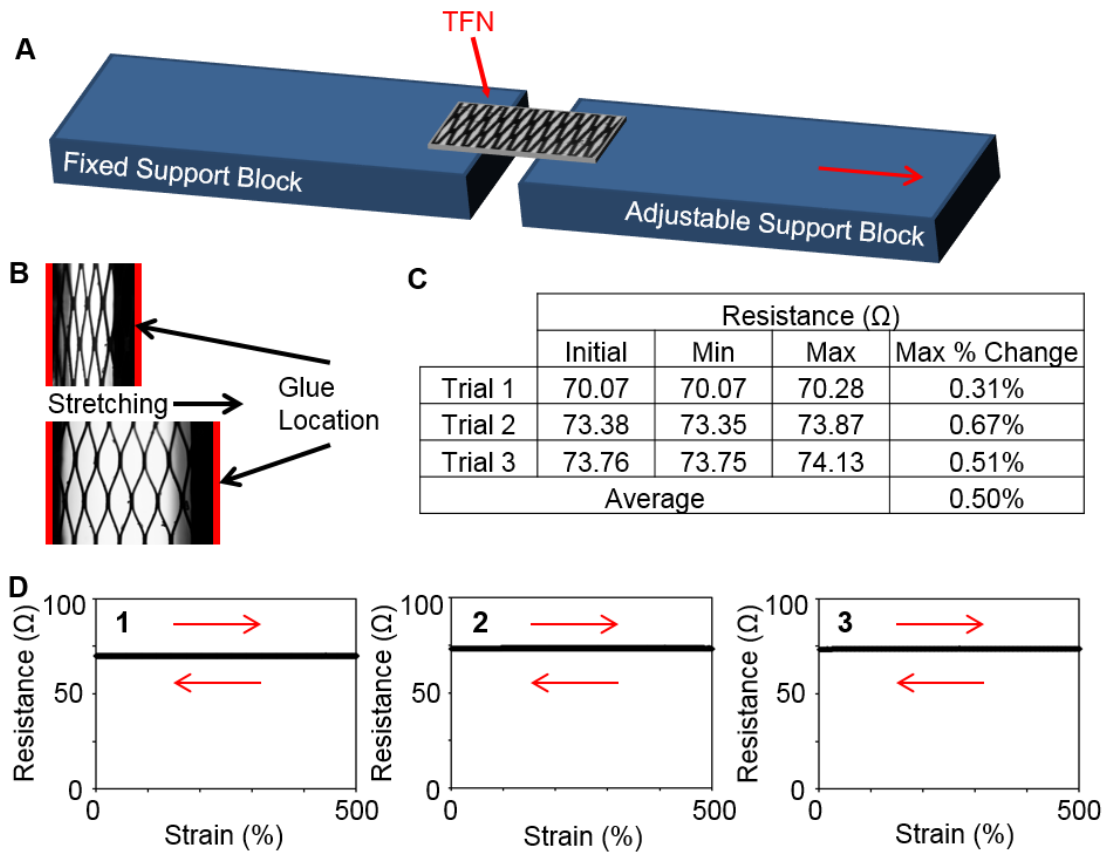 TFN
A
Fixed Support Block
Adjustable Support Block
B
Stretching
Glue
Location
C
Resistance (Ω)
Initial Min Max Max % Change
Trial 1 70.07 70.07 70.28 0.31%
Trial 2 73.38 73.35 73.87 0.67%
Trial 3 73.76 73.75 74.13 0.51%
Average 0.50%
D
Resistance (Ω)
100
50
0
1
0 500
Strain (%)
Resistance (Ω)
100
50
0
2
0 500
Strain (%)
Resistance (Ω)
100
50
0
3
0 500
Strain (%)